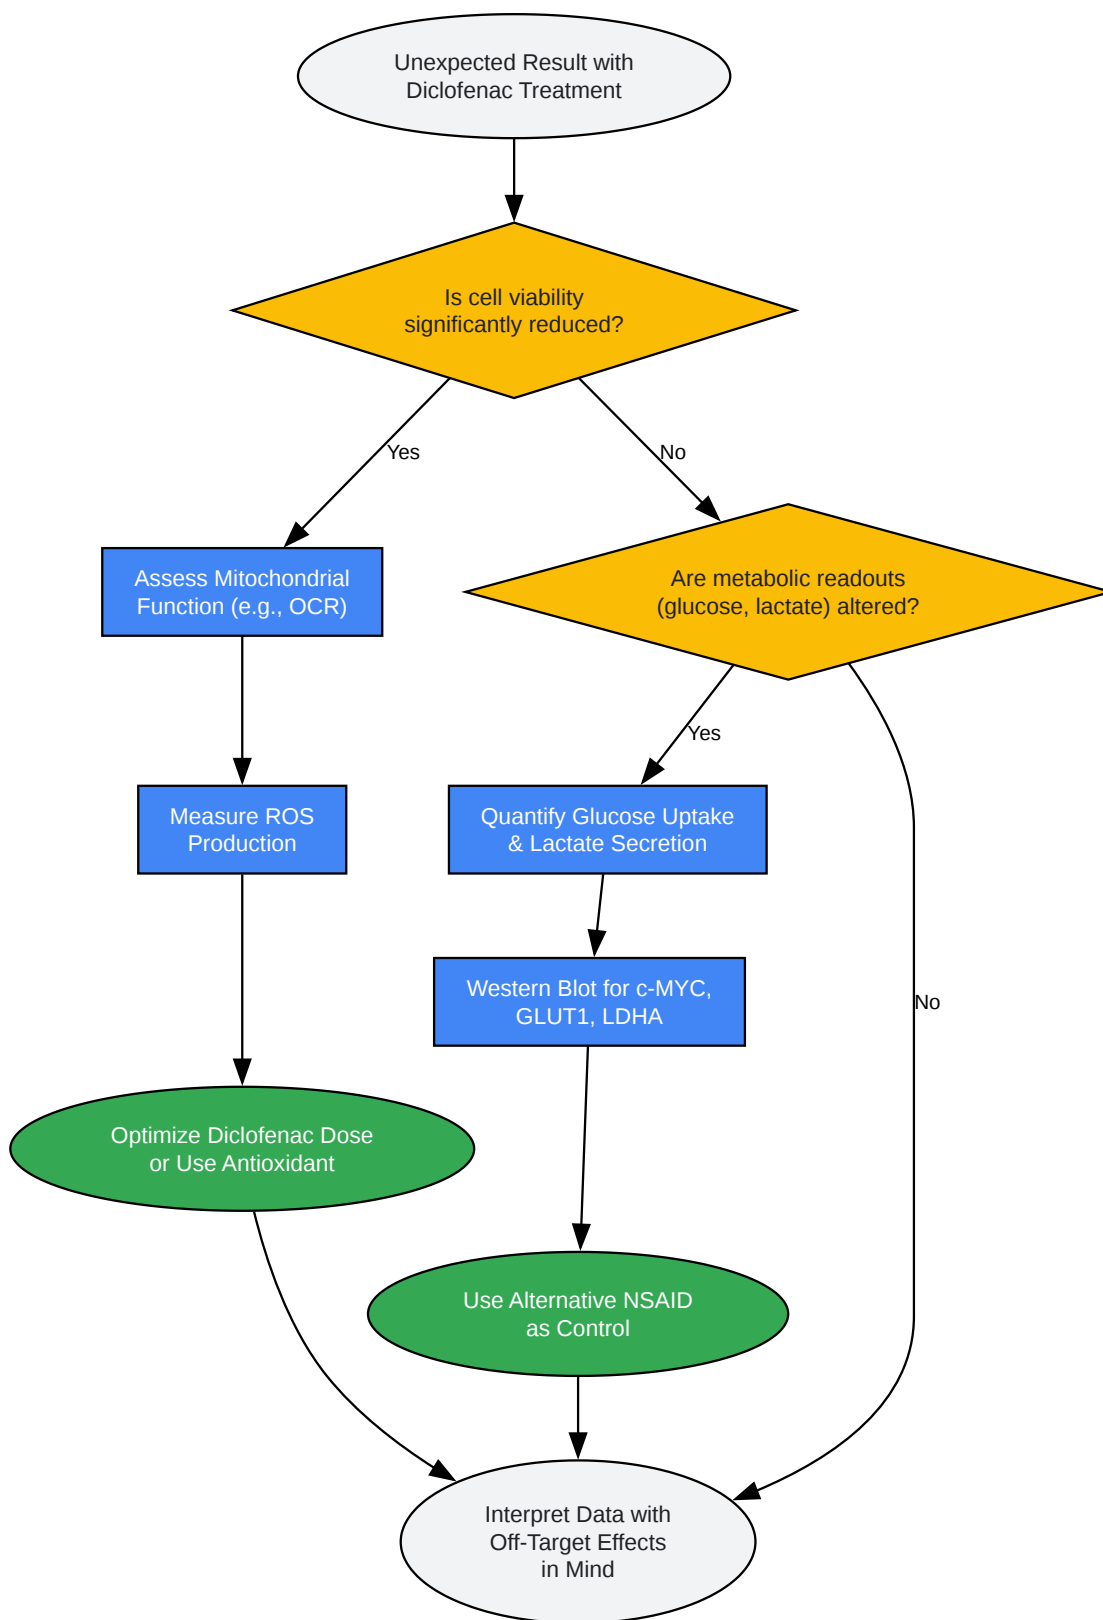 Unexpected Result with
Diclofenac Treatment
Is cell viability
significantly reduced?
Yes
No
Assess Mitochondrial
Function (e.g., OCR)
Are metabolic readouts
(glucose, lactate) altered?
Yes
Measure ROS
Production
Quantify Glucose Uptake
& Lactate Secretion
Western Blot for c-MYC,
GLUT1, LDHA
No
Optimize Diclofenac Dose
or Use Antioxidant
Use Alternative NSAID
as Control
Interpret Data with
Off-Target Effects
in Mind